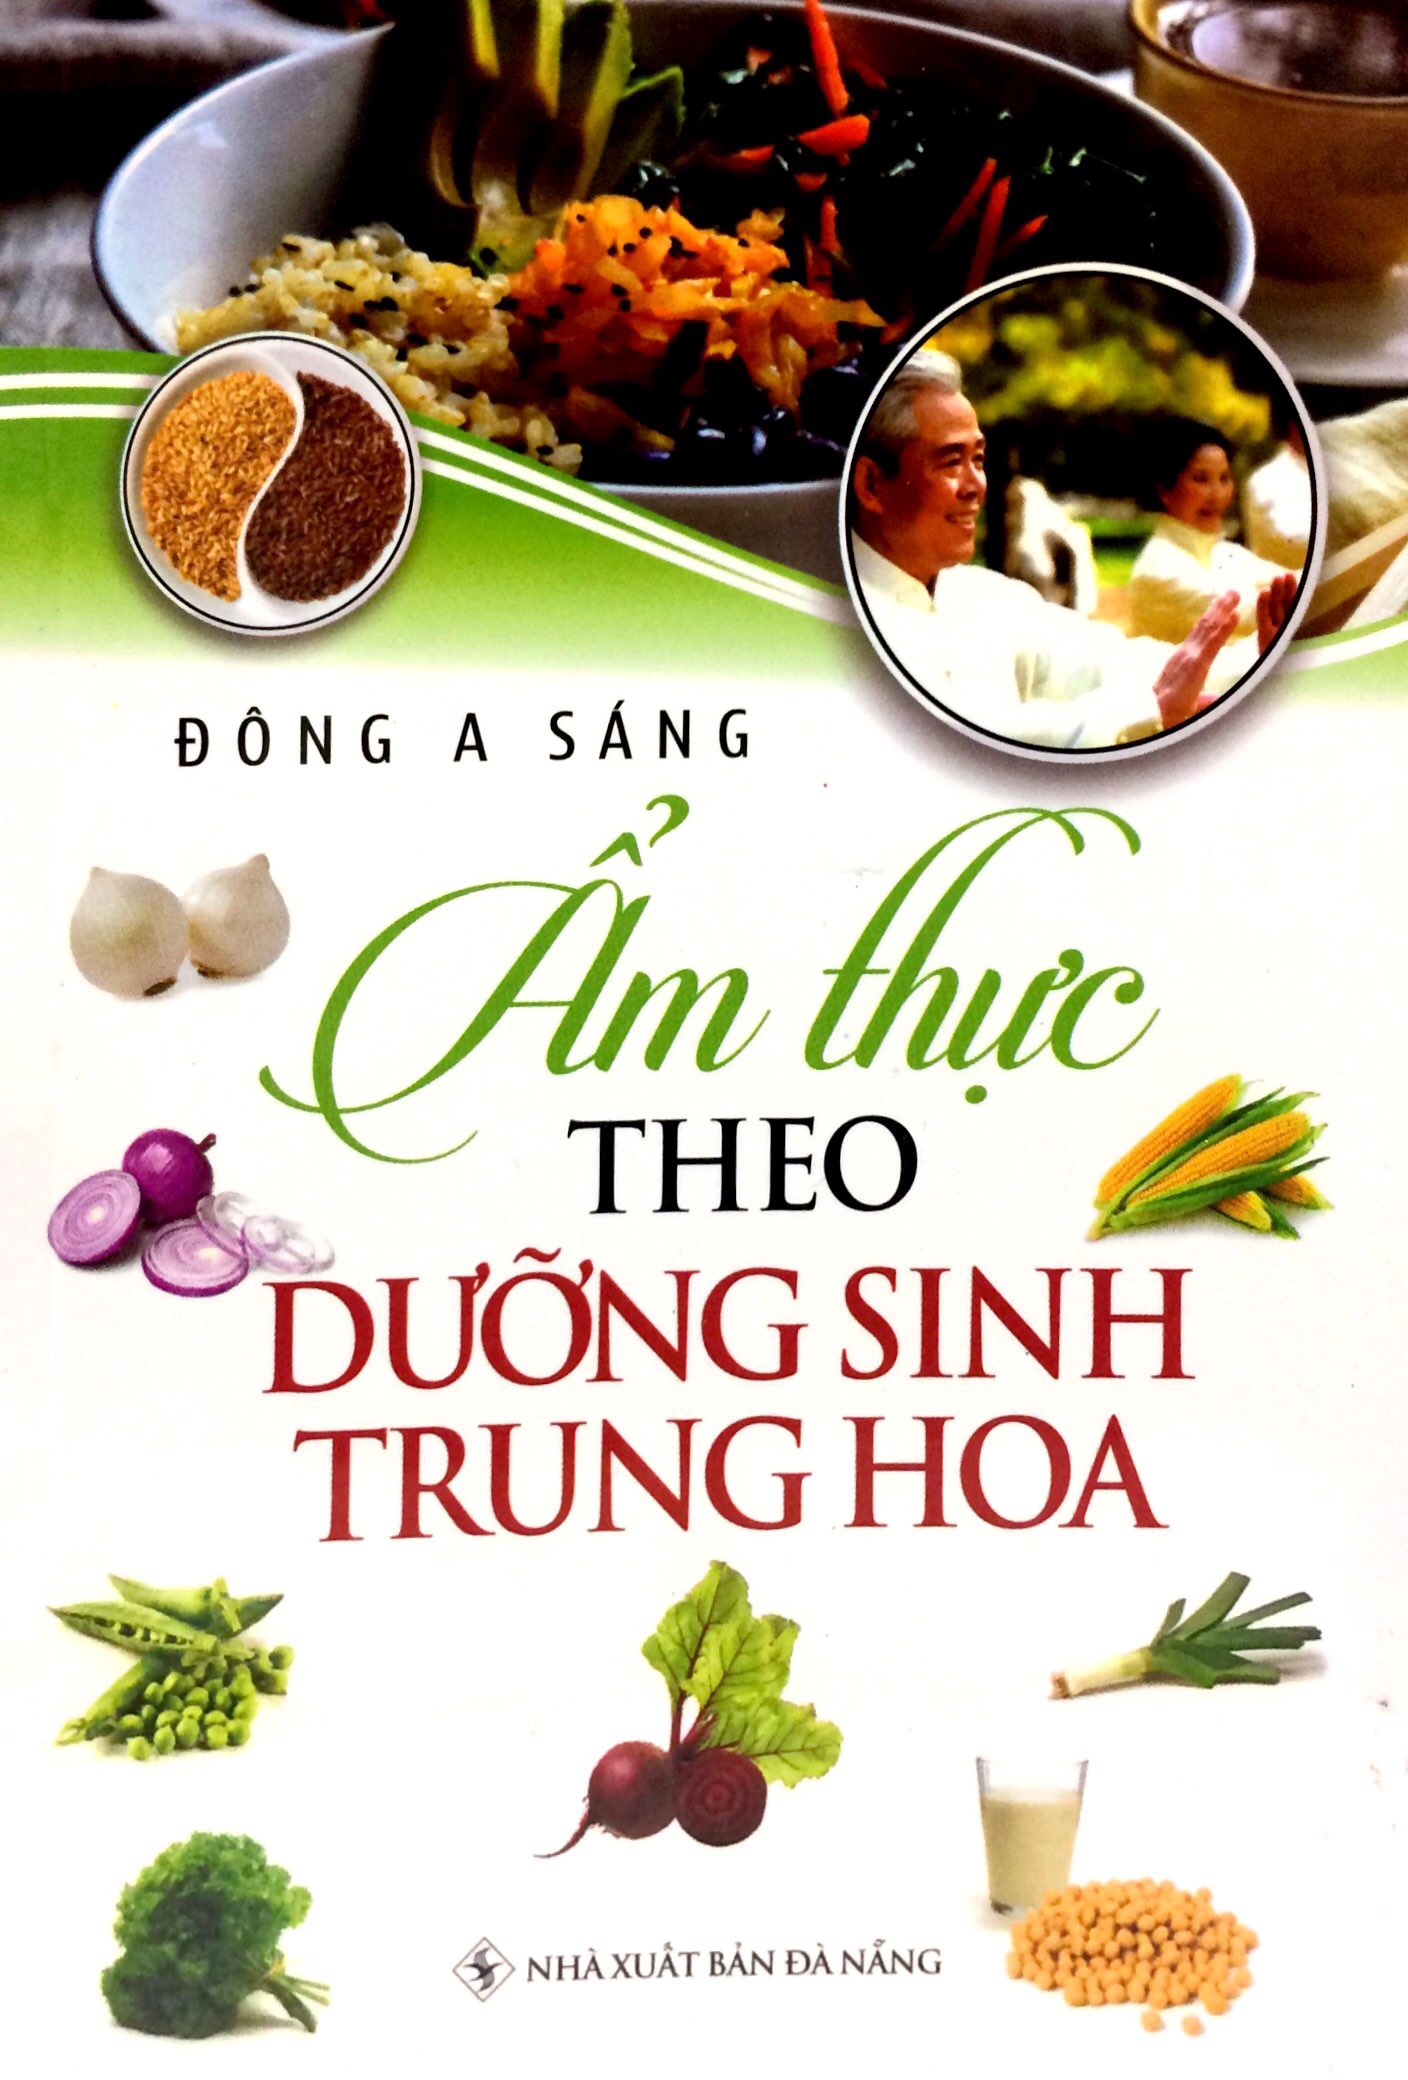 ĐÔNG A SÁNG
Ẩm thực
THEO
DƯỠNG SINH
TRUNG HOA
NHÀ XUẤT BẢN ĐÀ NẴNG